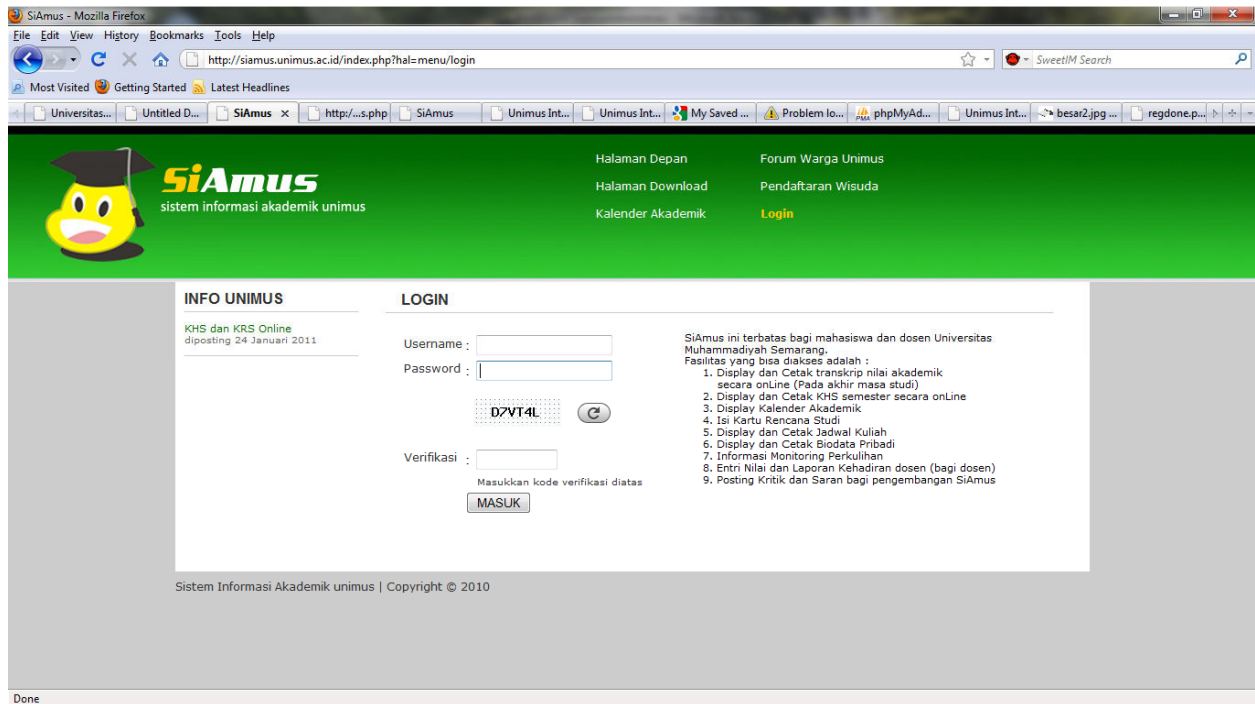 SiAmus - Mozilla Firefox
File Edit View History Bookmarks Tools Help
http://siamus.unimus.ac.id/index.php?hal=menu/login
SweetIM Search
Most Visited Getting Started Latest Headlines
Universitas... Untitled D... SiAmus http:/...s.php SiAmus Unimus Int... Unimus Int... My Saved ... Problem lo... phpMyAd... Unimus Int... besar2.jpg ... regdone.p...
SiAmus
sistem informasi akademik unimus
Halaman Depan
Halaman Download
Kalender Akademik
Forum Warga Unimus
Pendaftaran Wisuda
Login
INFO UNIMUS
KHS dan KRS Online
diposting 24 Januari 2011
LOGIN
Username :
Password :
D7VT4L
Verifikasi :
Masukkan kode verifikasi diatas
MASUK
SiAmus ini terbatas bagi mahasiswa dan dosen Universitas
Muhammadiyah Semarang.
Fasilitas yang bisa diakses adalah :
1. Display dan Cetak transkrip nilai akademik
secara onLine (Pada akhir masa studi)
2. Display dan Cetak KHS semester secara onLine
3. Display Kalender Akademik
4. Isi Kartu Rencana Studi
5. Display dan Cetak Jadwal Kuliah
6. Display dan Cetak Biodata Pribadi
7. Informasi Monitoring Perkulihan
8. Entri Nilai dan Laporan Kehadiran dosen (bagi dosen)
9. Posting Kritik dan Saran bagi pengembangan SiAmus
Sistem Informasi Akademik unimus | Copyright © 2010
Done